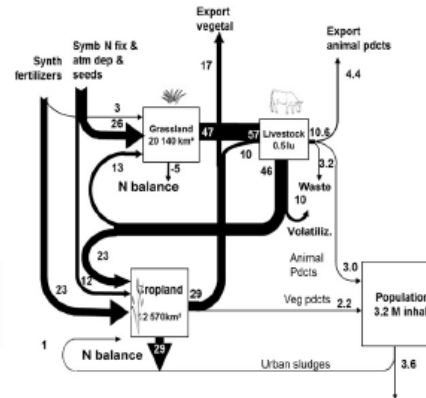 Export
vegetal
Export
animal pdcts
Synth
fertilizers
Symb N fix &
atm dep &
seeds
17
4.4
3
26
Grassland
20 140 km²
47
57
Livestock
0.5lu
10.6
10
3.2
13
-5
N balance
46
Waste
10
Volatiliz.
23
Animal
Pdcts
12
23
Cropland
12 570km²
29
3.0
Veg pdcts
2.2
Population
3.2 M inhal
1
N balance
29
Urban sludges
3.6